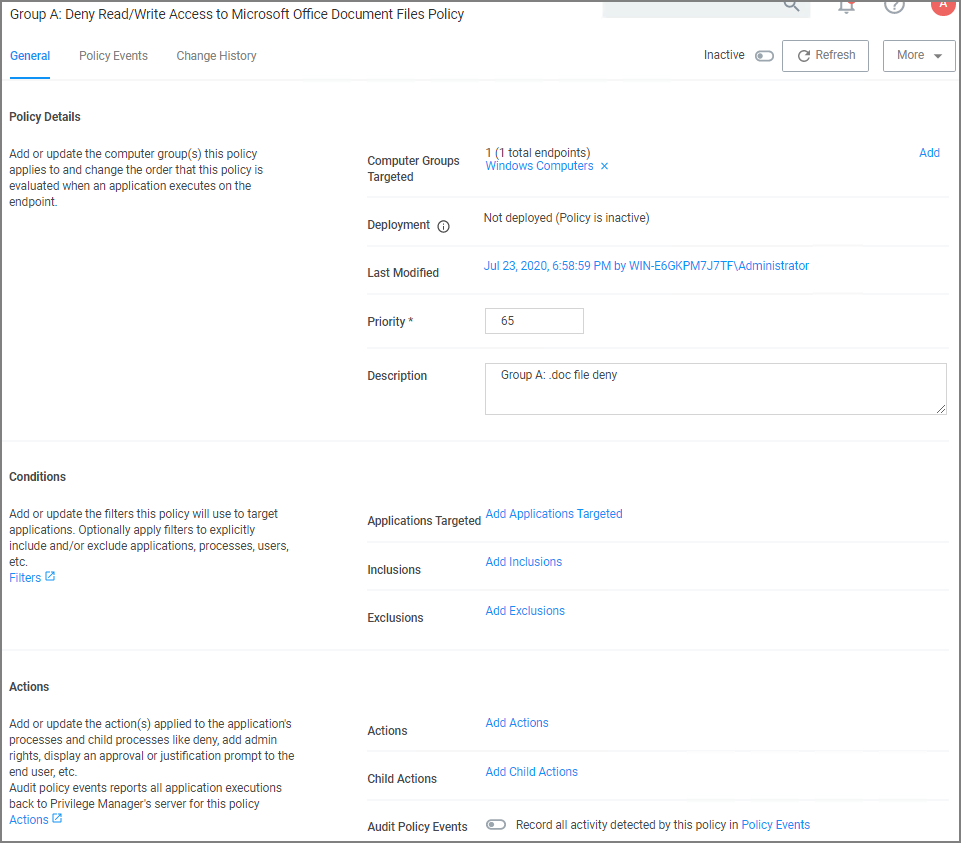 Group A: Deny Read/Write Access to Microsoft Office Document Files Policy
A
General
Policy Events
Change History
Inactive
Refresh
More
Policy Details
Add or update the computer group(s) this policy
applies to and change the order that this policy is
evaluated when an application executes on the
endpoint.
Computer Groups
Targeted
1 (1 total endpoints)
Windows Computers ×
Add
Deployment
Not deployed (Policy is inactive)
Last Modified
Jul 23, 2020, 6:58:59 PM by WIN-E6GKPM7J7TF\Administrator
Priority *
65
Description
Group A: .doc file deny
Conditions
Add or update the filters this policy will use to target
applications. Optionally apply filters to explicitly
include and/or exclude applications, processes, users,
etc.
Filters
Applications Targeted
Add Applications Targeted
Inclusions
Add Inclusions
Exclusions
Add Exclusions
Actions
Add or update the action(s) applied to the application's
processes and child processes like deny, add admin
rights, display an approval or justification prompt to the
end user, etc.
Audit policy events reports all application executions
back to Privilege Manager's server for this policy
Actions
Actions
Add Actions
Child Actions
Add Child Actions
Audit Policy Events
Record all activity detected by this policy in Policy Events